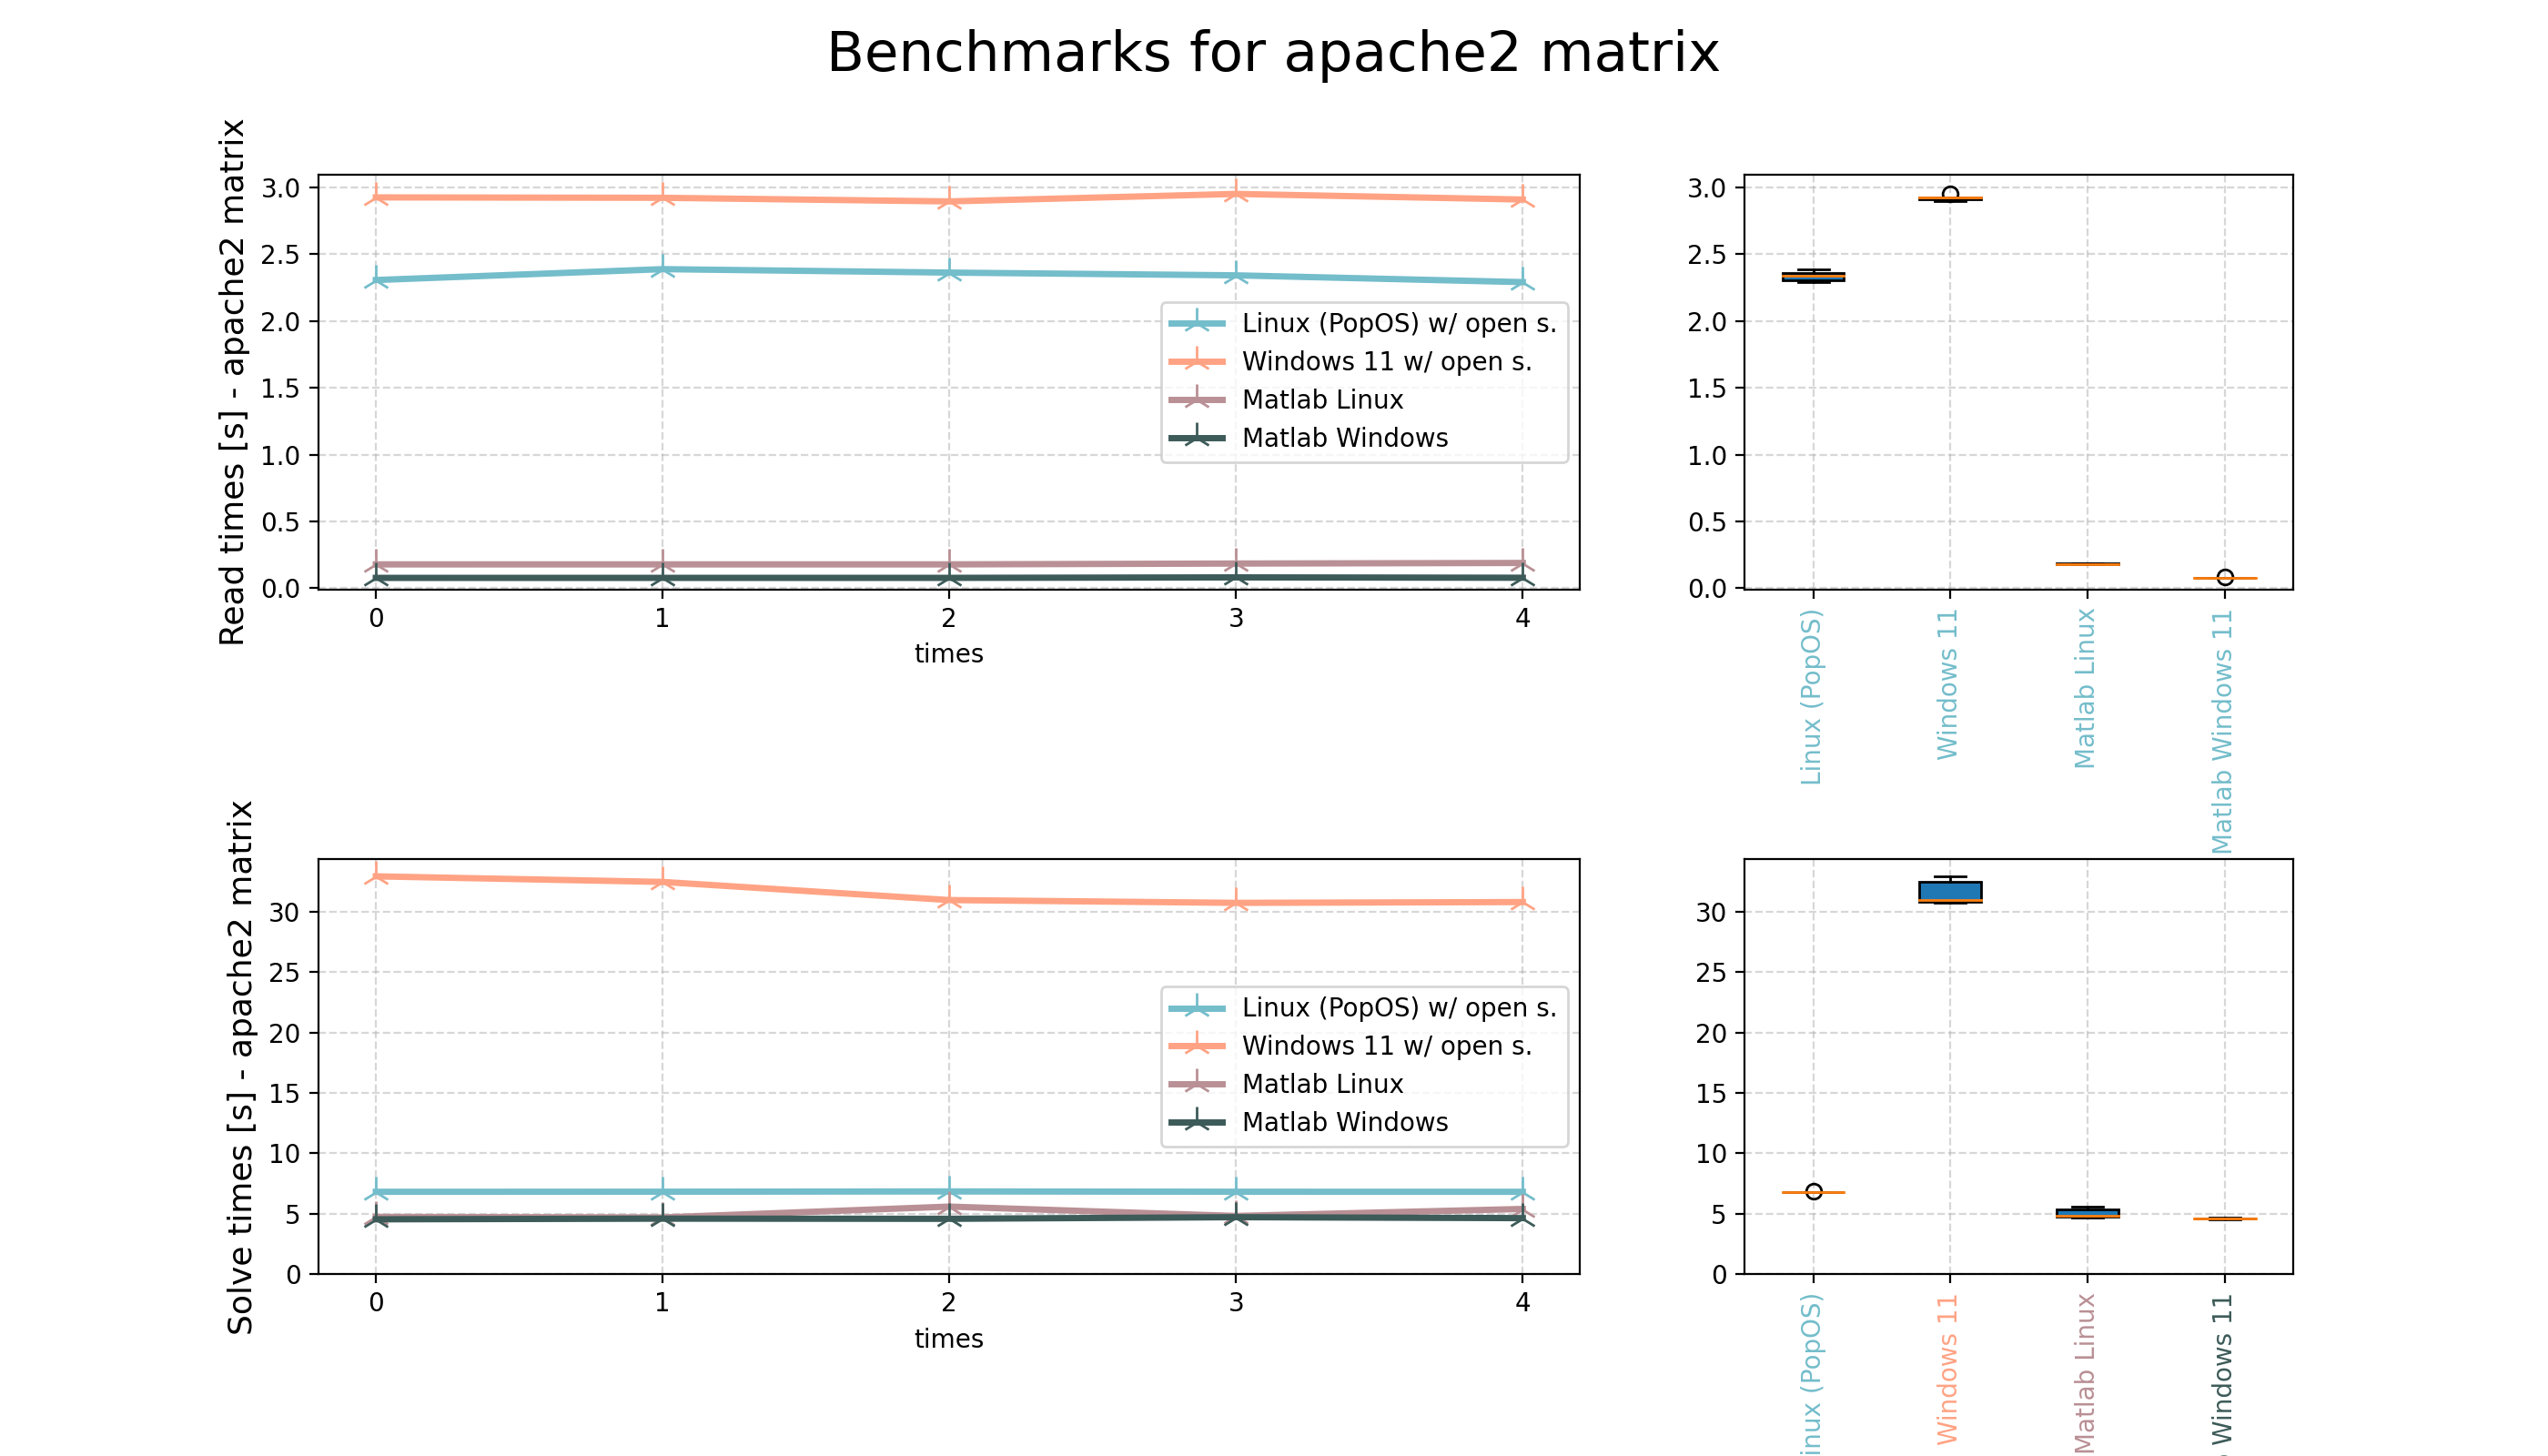 Benchmarks for apache2 matrix
Read times [s] - apache2 matrix
3.0
2.5
2.0
1.5
1.0
0.5
0.0
0 1 2 3 4
times
Linux (PopOS) w/ open s.
Windows 11 w/ open s.
Matlab Linux
Matlab Windows
3.0
2.5
2.0
1.5
1.0
0.5
0.0
Linux (PopOS)
Windows 11
Matlab Linux
Matlab Windows 11
Solve times [s] - apache2 matrix
30
25
20
15
10
5
0
0 1 2 3 4
times
Linux (PopOS) w/ open s.
Windows 11 w/ open s.
Matlab Linux
Matlab Windows
30
25
20
15
10
5
0
inux (PopOS)
Windows 11
Matlab Linux
Windows 11